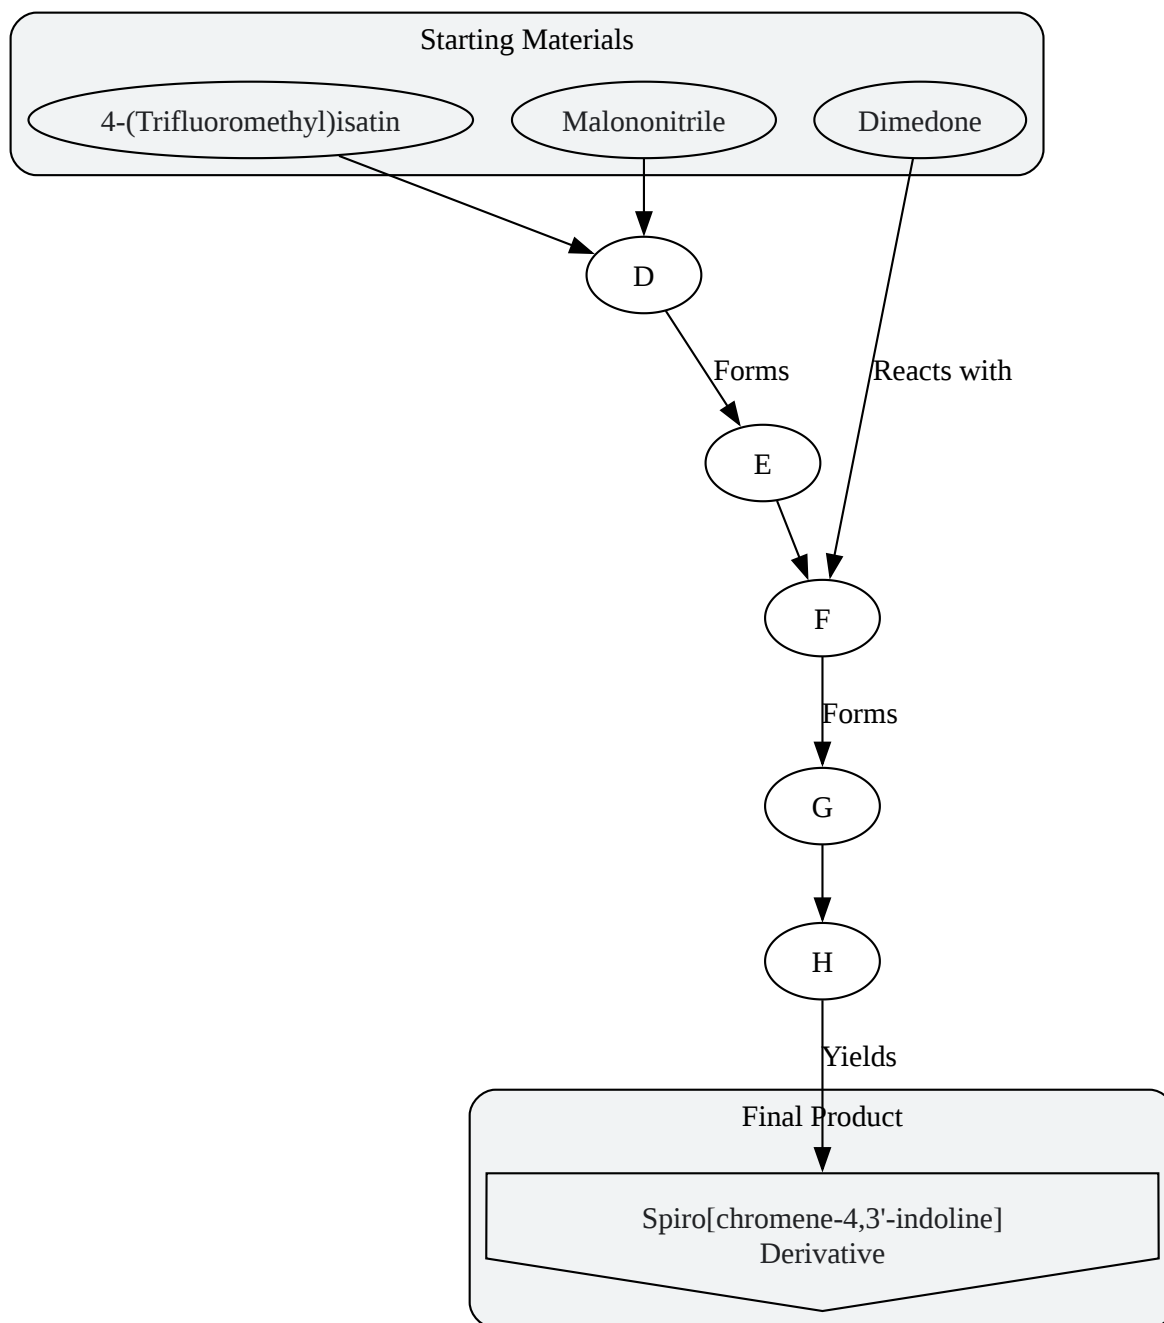 Starting Materials
4-(Trifluoromethyl)isatin
Malononitrile
Dimedone
D
Forms
Reacts with
E
F
Forms
G
H
Yields
Final Product
Spiro[chromene-4,3'-indoline]
Derivative